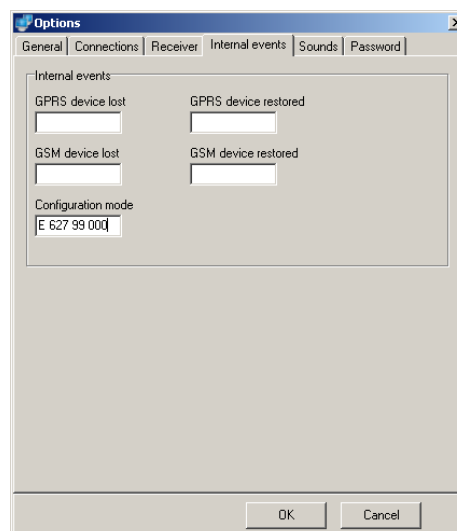 Options
General Connections Receiver Internal events Sounds Password
Internal events
GPRS device lost GPRS device restored
GSM device lost GSM device restored
Configuration mode
E 627 99 000
OK Cancel